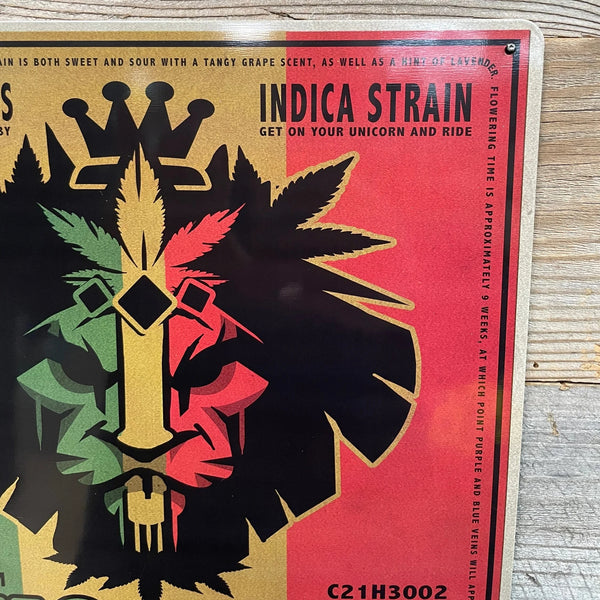 AIN IS BOTH SWEET AND SOUR WITH A TANGY GRAPE SCENT, AS WELL AS A HINT OF LAVENDER. FLOWERING TIME IS APPROXIMATELY 9 WEEKS, AT WHICH POINT PURPLE AND BLUE VEINS WILL APP
S
BY
INDICA STRAIN
GET ON YOUR UNICORN AND RIDE
C21H3002